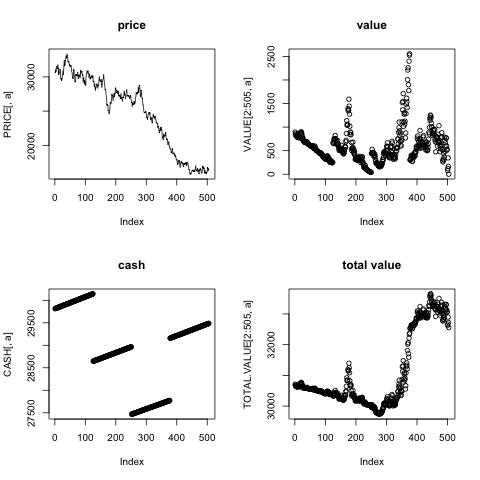 price
PRICE[, a]
20000
30000
0 100 200 300 400 500
Index
value
VALUE[2:505, a]
0 500 1500 2500
0 100 200 300 400 500
Index
cash
CASH[, a]
27500 28500 29500
0 100 200 300 400 500
Index
total value
TOTAL.VALUE[2:505, a]
30000 32000
0 100 200 300 400 500
Index